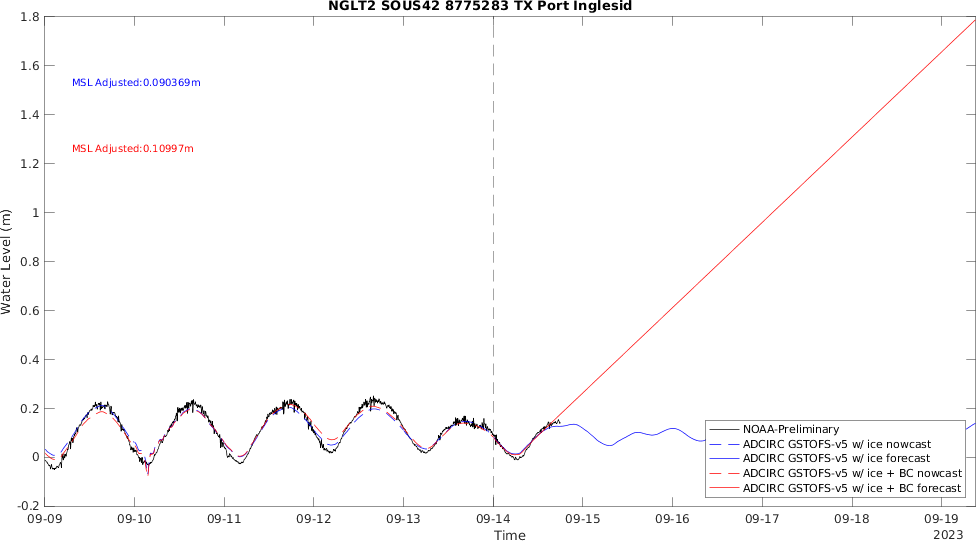 NGLT2 SOUS42 8775283 TX Port Inglesid
1.8
1.6
1.4
1.2
1
0.8
0.6
0.4
0.2
0
-0.2
Water Level (m)
MSL Adjusted:0.090369m
MSL Adjusted:0.10997m
NOAA-Preliminary
ADCIRC GSTOFS-v5 w/ ice nowcast
ADCIRC GSTOFS-v5 w/ ice forecast
ADCIRC GSTOFS-v5 w/ ice + BC nowcast
ADCIRC GSTOFS-v5 w/ ice + BC forecast
09-09 09-10 09-11 09-12 09-13 09-14 09-15 09-16 09-17 09-18 09-19
Time
2023